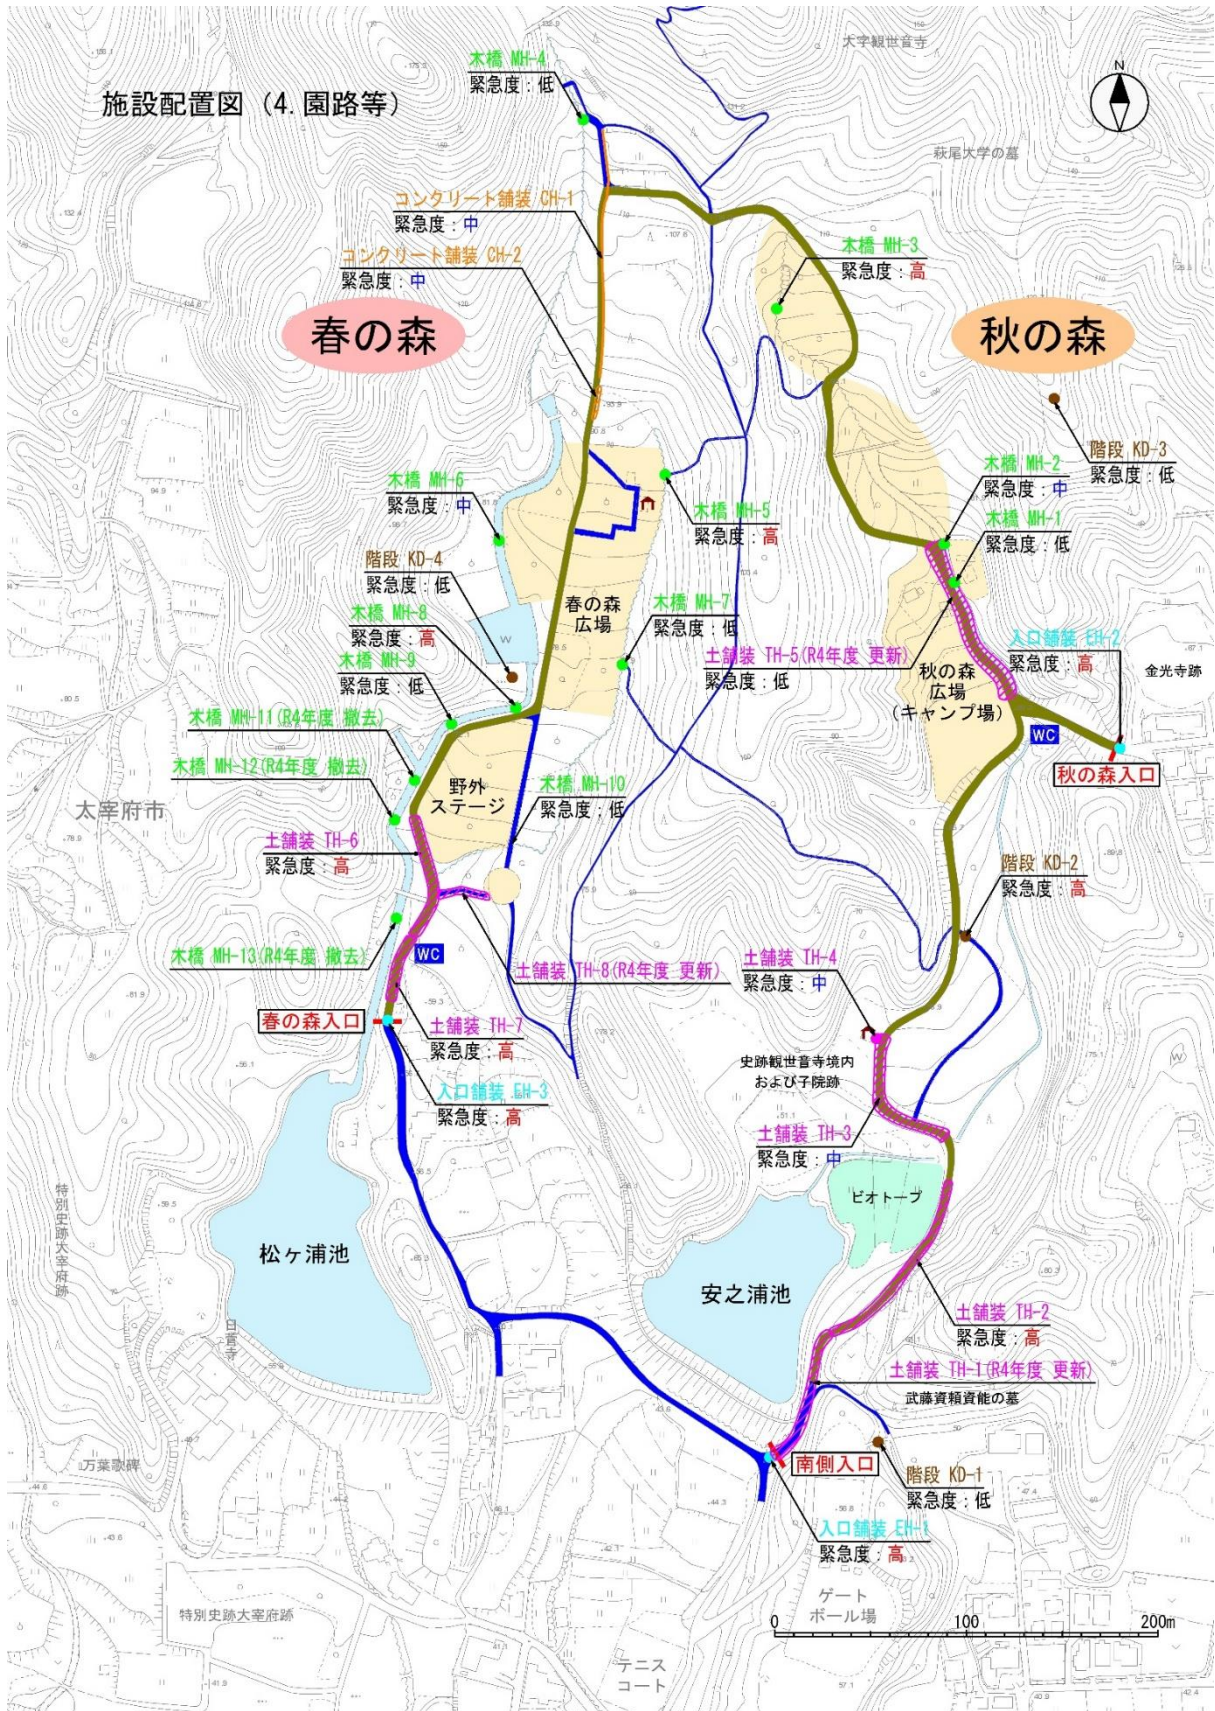 大字観世音寺
木橋 MH-4
緊急度：低
施設配置図（4.園路等）
N
萩尾大学の墓
コンクリート舗装 CH-1
緊急度：中
コンクリート舗装 CH-2
緊急度：中
木橋 MH-3
緊急度：高
春の森
秋の森
階段 KD-3
緊急度：低
木橋 MH-6
緊急度：中
木橋 MH-5
緊急度：高
木橋 MH-2
緊急度：中
木橋 MH-1
緊急度：低
階段 KD-4
緊急度：低
木橋 MH-8
緊急度：高
春の森
広場
木橋 MH-7
緊急度：低
土舗装 TH-5(R4年度 更新)
緊急度：低
入口舗装 EH-2
緊急度：高
金光寺跡
秋の森
広場
(キャンプ場)
木橋 MH-9
緊急度：低
木橋 MH-11(R4年度 撤去)
WC
秋の森入口
木橋 MH-12(R4年度 撤去)
野外
ステージ
木橋 MH-10
緊急度：低
太宰府市
土舗装 TH-6
緊急度：高
階段 KD-2
緊急度：高
木橋 MH-13(R4年度 撤去)
WC
土舗装 TH-8(R4年度 更新)
土舗装 TH-4
緊急度：中
春の森入口
土舗装 TH-7
緊急度：高
史跡観世音寺境内
および子院跡
入口舗装 EH-3
緊急度：高
土舗装 TH-3
緊急度：中
特別史跡大宰府跡
ビオトープ
松ヶ浦池
安之浦池
日吉寺
土舗装 TH-2
緊急度：高
土舗装 TH-1(R4年度 更新)
武藤資頼資能の墓
万葉歌碑
南側入口
階段 KD-1
緊急度：低
入口舗装 EH-1
緊急度：高
特別史跡大宰府跡
ゲート
ボール場
0 100 200m
テニス
コート